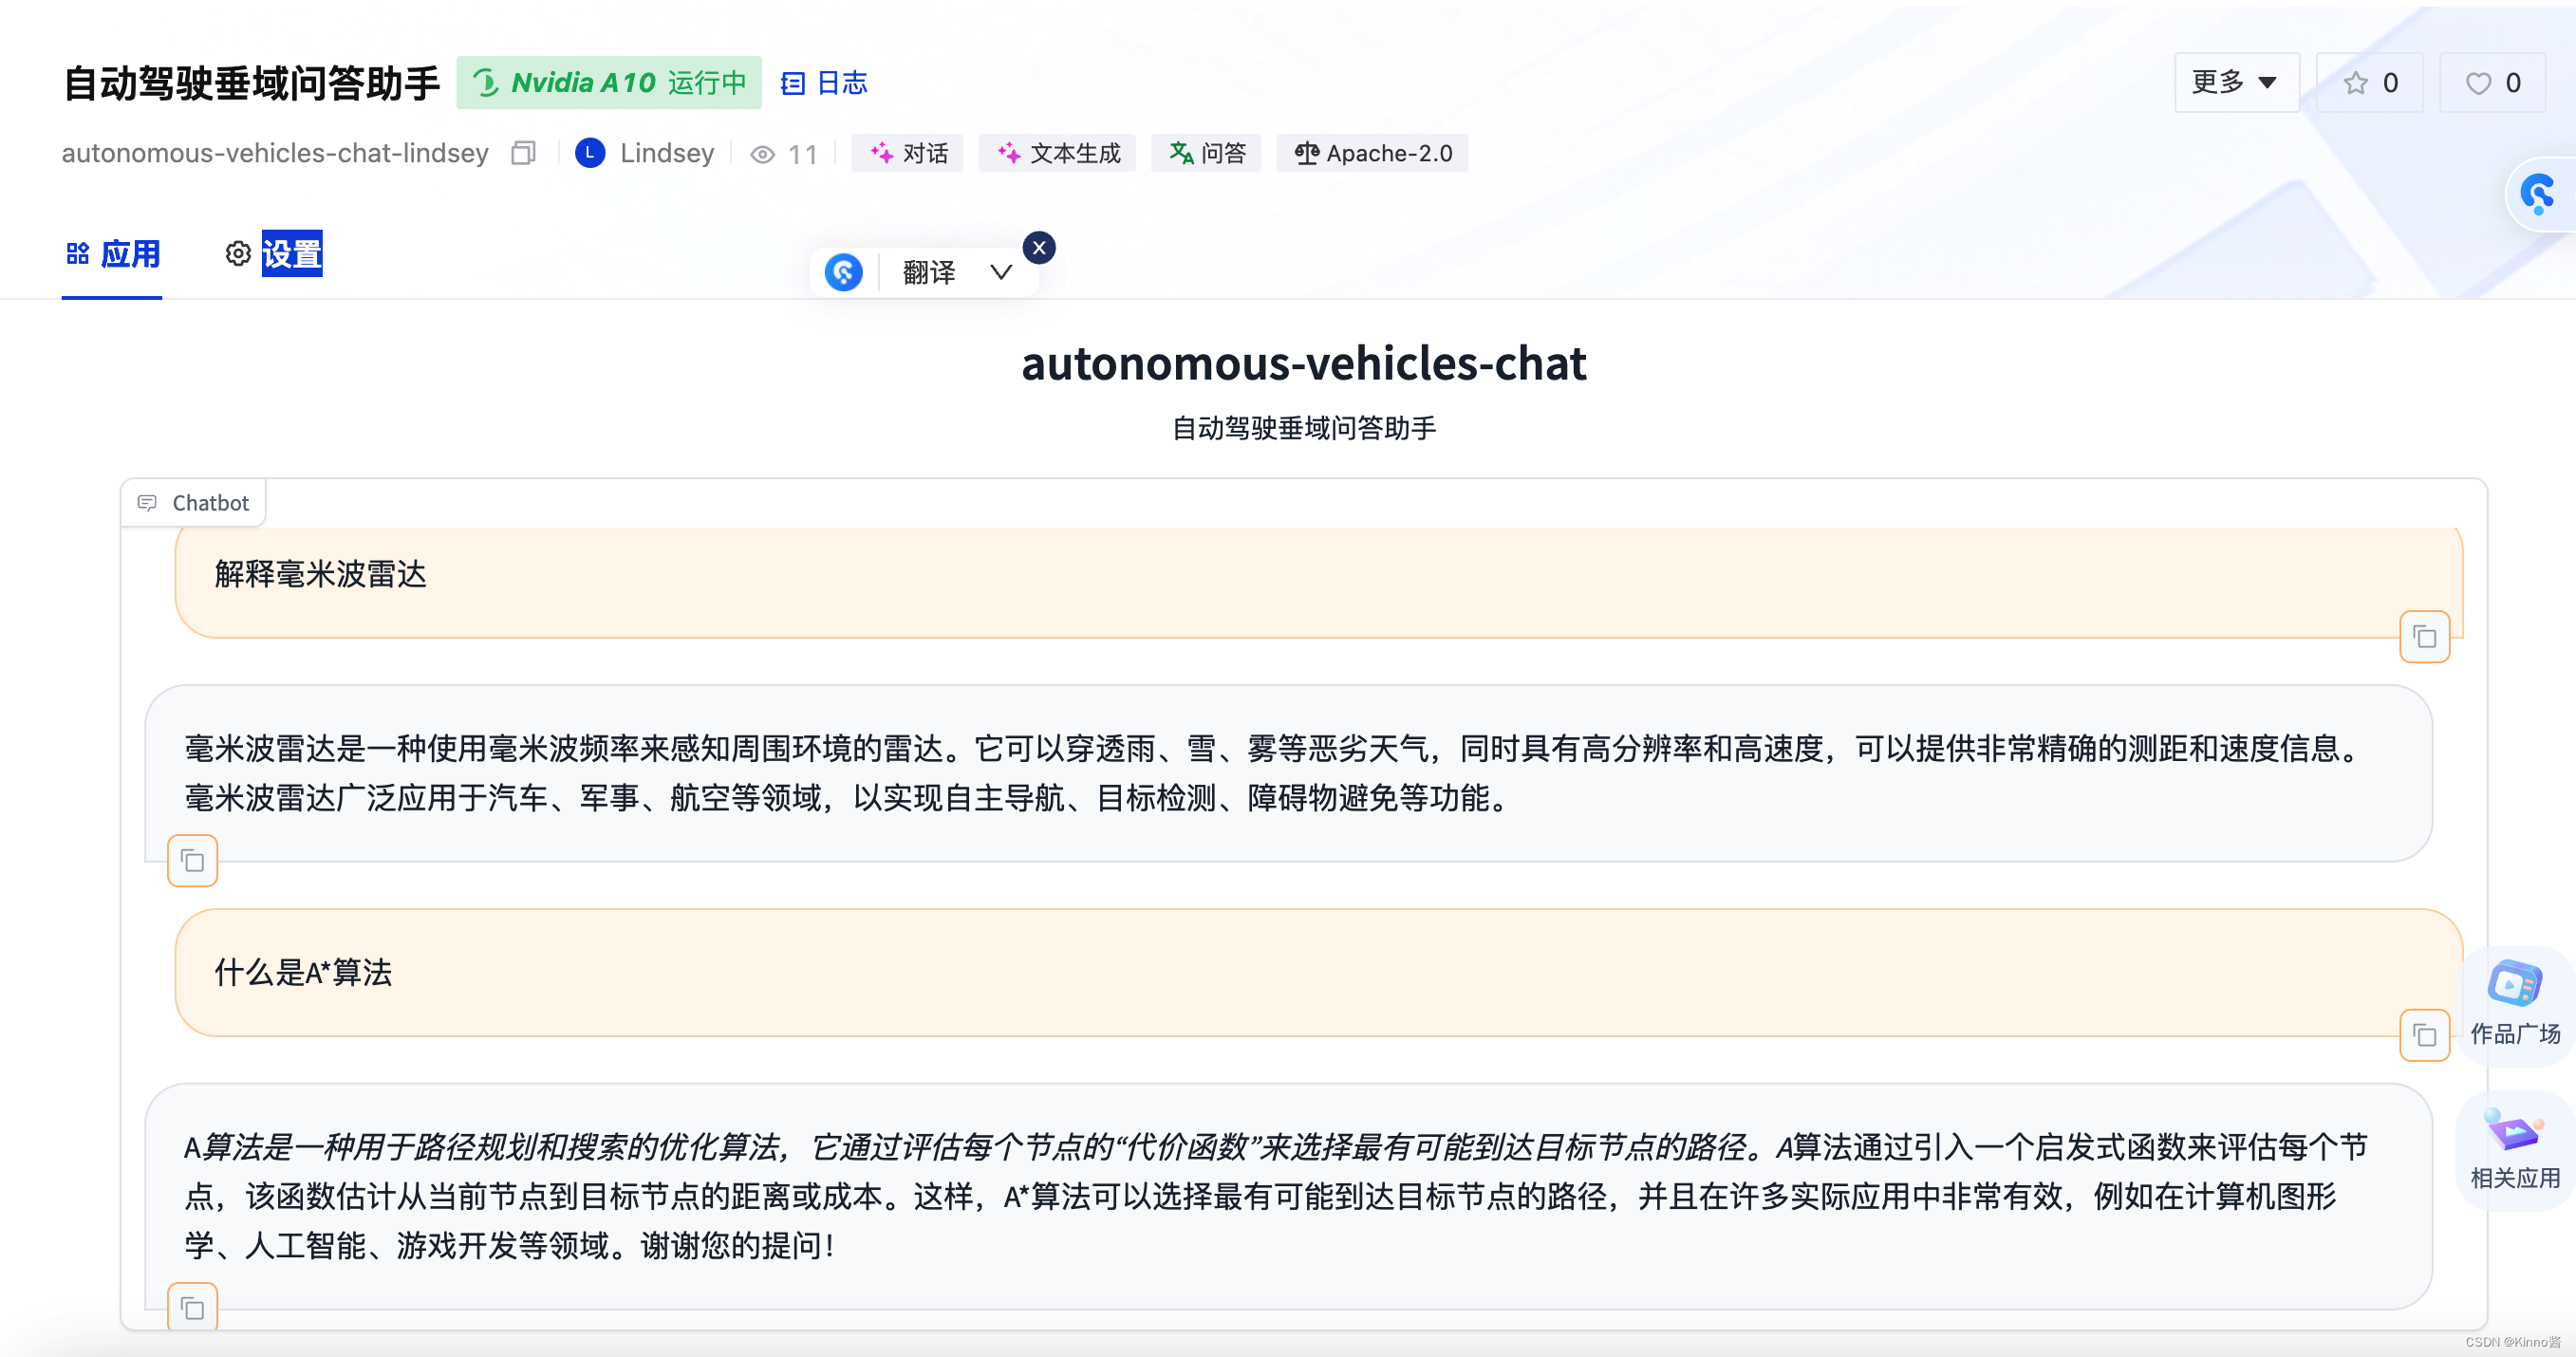 自动驾驶垂域问答助手 Nvidia A10 运行中 日志 更多 0 0
autonomous-vehicles-chat-lindsey L Lindsey 11 对话 文本生成 问答 Apache-2.0
应用 设置
翻译
autonomous-vehicles-chat
自动驾驶垂域问答助手
Chatbot
解释毫米波雷达
毫米波雷达是一种使用毫米波频率来感知周围环境的雷达。它可以穿透雨、雪、雾等恶劣天气，同时具有高分辨率和高速度，可以提供非常精确的测距和速度信息。
毫米波雷达广泛应用于汽车、军事、航空等领域，以实现自主导航、目标检测、障碍物避免等功能。
什么是A*算法
作品广场
A算法是一种用于路径规划和搜索的优化算法，它通过评估每个节点的“代价函数”来选择最有可能到达目标节点的路径。A算法通过引入一个启发式函数来评估每个节
点，该函数估计从当前节点到目标节点的距离或成本。这样，A*算法可以选择最有可能到达目标节点的路径，并且在许多实际应用中非常有效，例如在计算机图形
学、人工智能、游戏开发等领域。谢谢您的提问！
相关应用
CSDN @Kinno酱